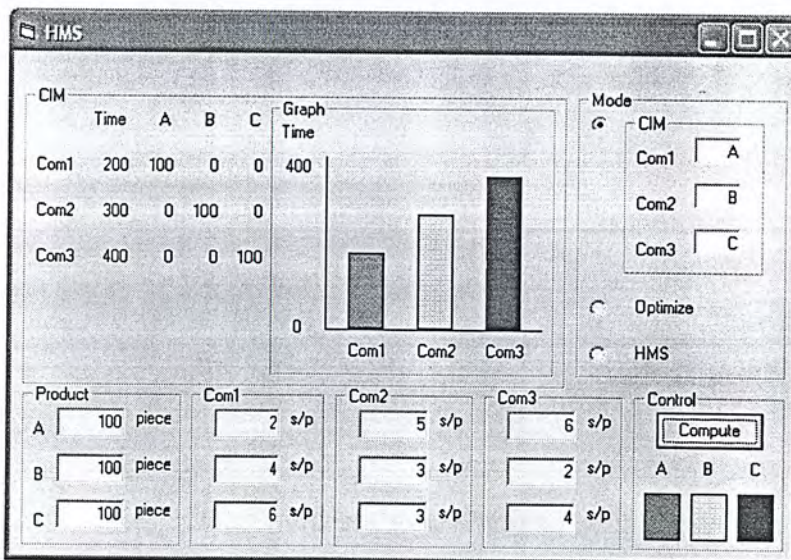 HMS
CIM
Time A B C
Com1 200 100 0 0
Com2 300 0 100 0
Com3 400 0 0 100
Graph
Time
400
0
Com1 Com2 Com3
Mode
CIM
Com1 A
Com2 B
Com3 C
Optimize
HMS
Product
A 100 piece
B 100 piece
C 100 piece
Com1
2 s/p
4 s/p
6 s/p
Com2
5 s/p
3 s/p
3 s/p
Com3
6 s/p
2 s/p
4 s/p
Control
Compute
A B C